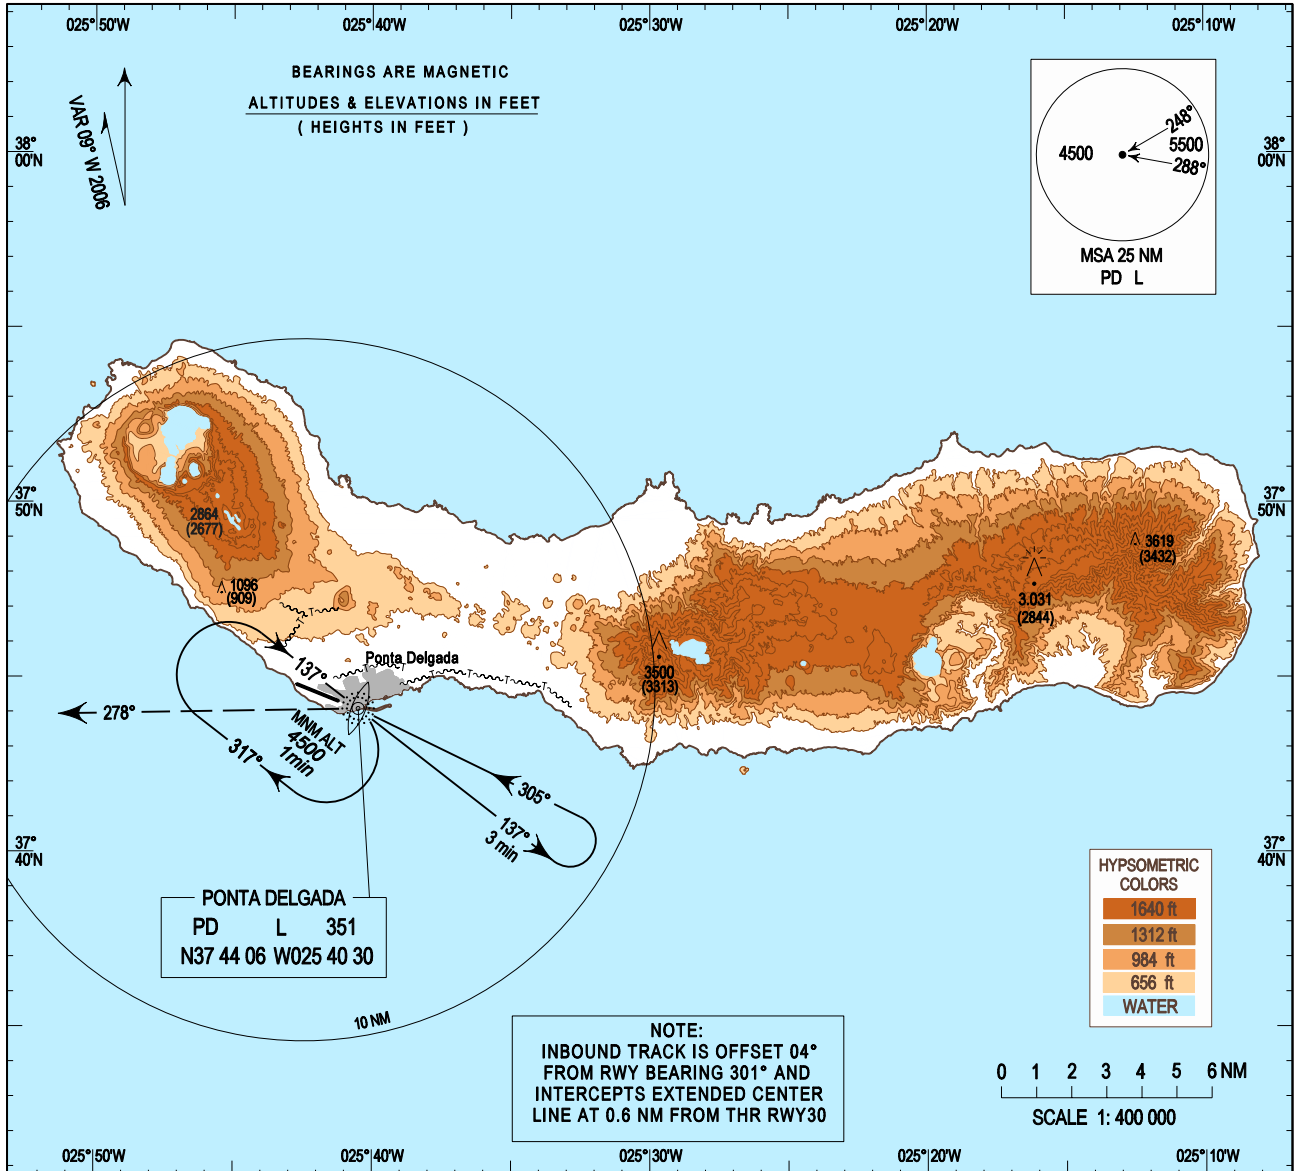 025°50'W
025°40'W
025°30'W
025°20'W
025°10'W
BEARINGS ARE MAGNETIC
ALTITUDES & ELEVATIONS IN FEET
( HEIGHTS IN FEET )
VAR 09° W 2006
248°
4500
5500
288°
MSA 25 NM
PD L
38°
00'N
38°
00'N
37°
50'N
37°
50'N
2864
(2677)
1096
(909)
3619
(3432)
3.031
(2844)
3500
(3313)
Ponta Delgada
137°
278°
MNM ALT
4500
1min
317°
305°
137°
3 min
37°
40'N
37°
40'N
PONTA DELGADA
PD L 351
N37 44 06 W025 40 30
10 NM
HYPSOMETRIC
COLORS
1640 ft
1312 ft
984 ft
656 ft
WATER
NOTE:
INBOUND TRACK IS OFFSET 04°
FROM RWY BEARING 301° AND
INTERCEPTS EXTENDED CENTER
LINE AT 0.6 NM FROM THR RWY30
0 1 2 3 4 5 6 NM
SCALE 1: 400 000
025°50'W
025°40'W
025°30'W
025°20'W
025°10'W